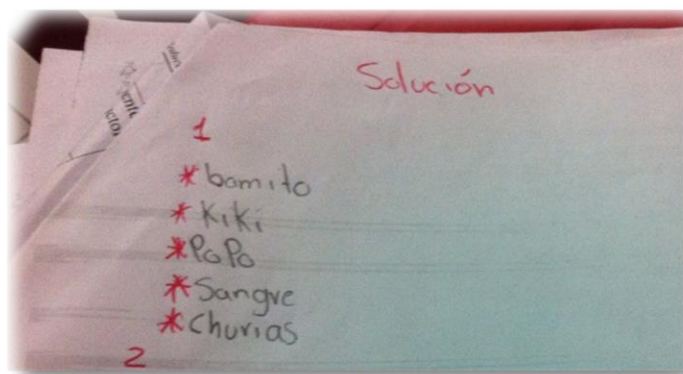 Solución
1
* bomito
* Kiki
* PoPo
* Sangre
* Churias
2